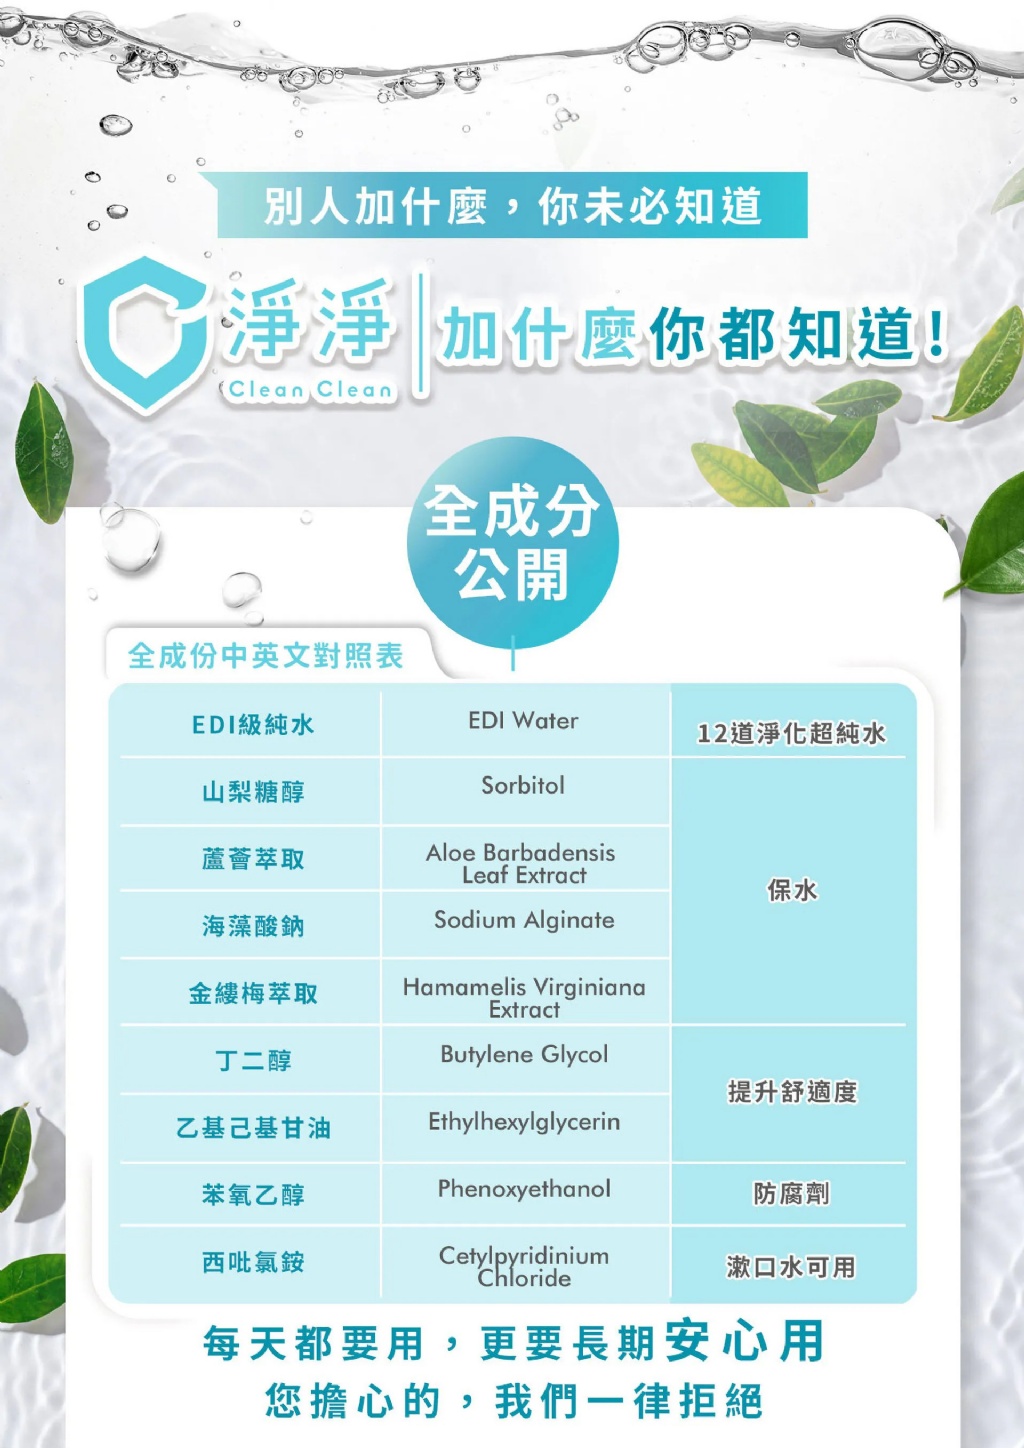 別人加什麼，你未必知道
淨淨
Clean Clean
加什麼你都知道!
全成分
公開
全成份中英文對照表
EDI級純水
EDI Water
12道淨化超純水
山梨糖醇
Sorbitol
蘆薈萃取
Aloe Barbadensis
Leaf Extract
海藻酸鈉
Sodium Alginate
金縷梅萃取
Hamamelis Virginiana
Extract
保水
丁二醇
Butylene Glycol
乙基己基甘油
Ethylhexylglycerin
提升舒適度
苯氧乙醇
Phenoxyethanol
防腐劑
西吡氯銨
Cetylpyridinium
Chloride
漱口水可用
每天都要用，更要長期安心用
您擔心的，我們一律拒絕